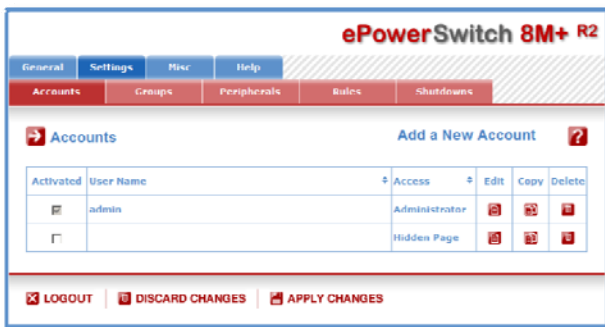 ePowerSwitch 8M+ R2
General Settings Misc Help
Accounts Groups Peripherals Rules Shutdowns
Accounts Add a New Account ?
Activated User Name Access Edit Copy Delete
admin Administrator
Hidden Page
LOGOUT DISCARD CHANGES APPLY CHANGES